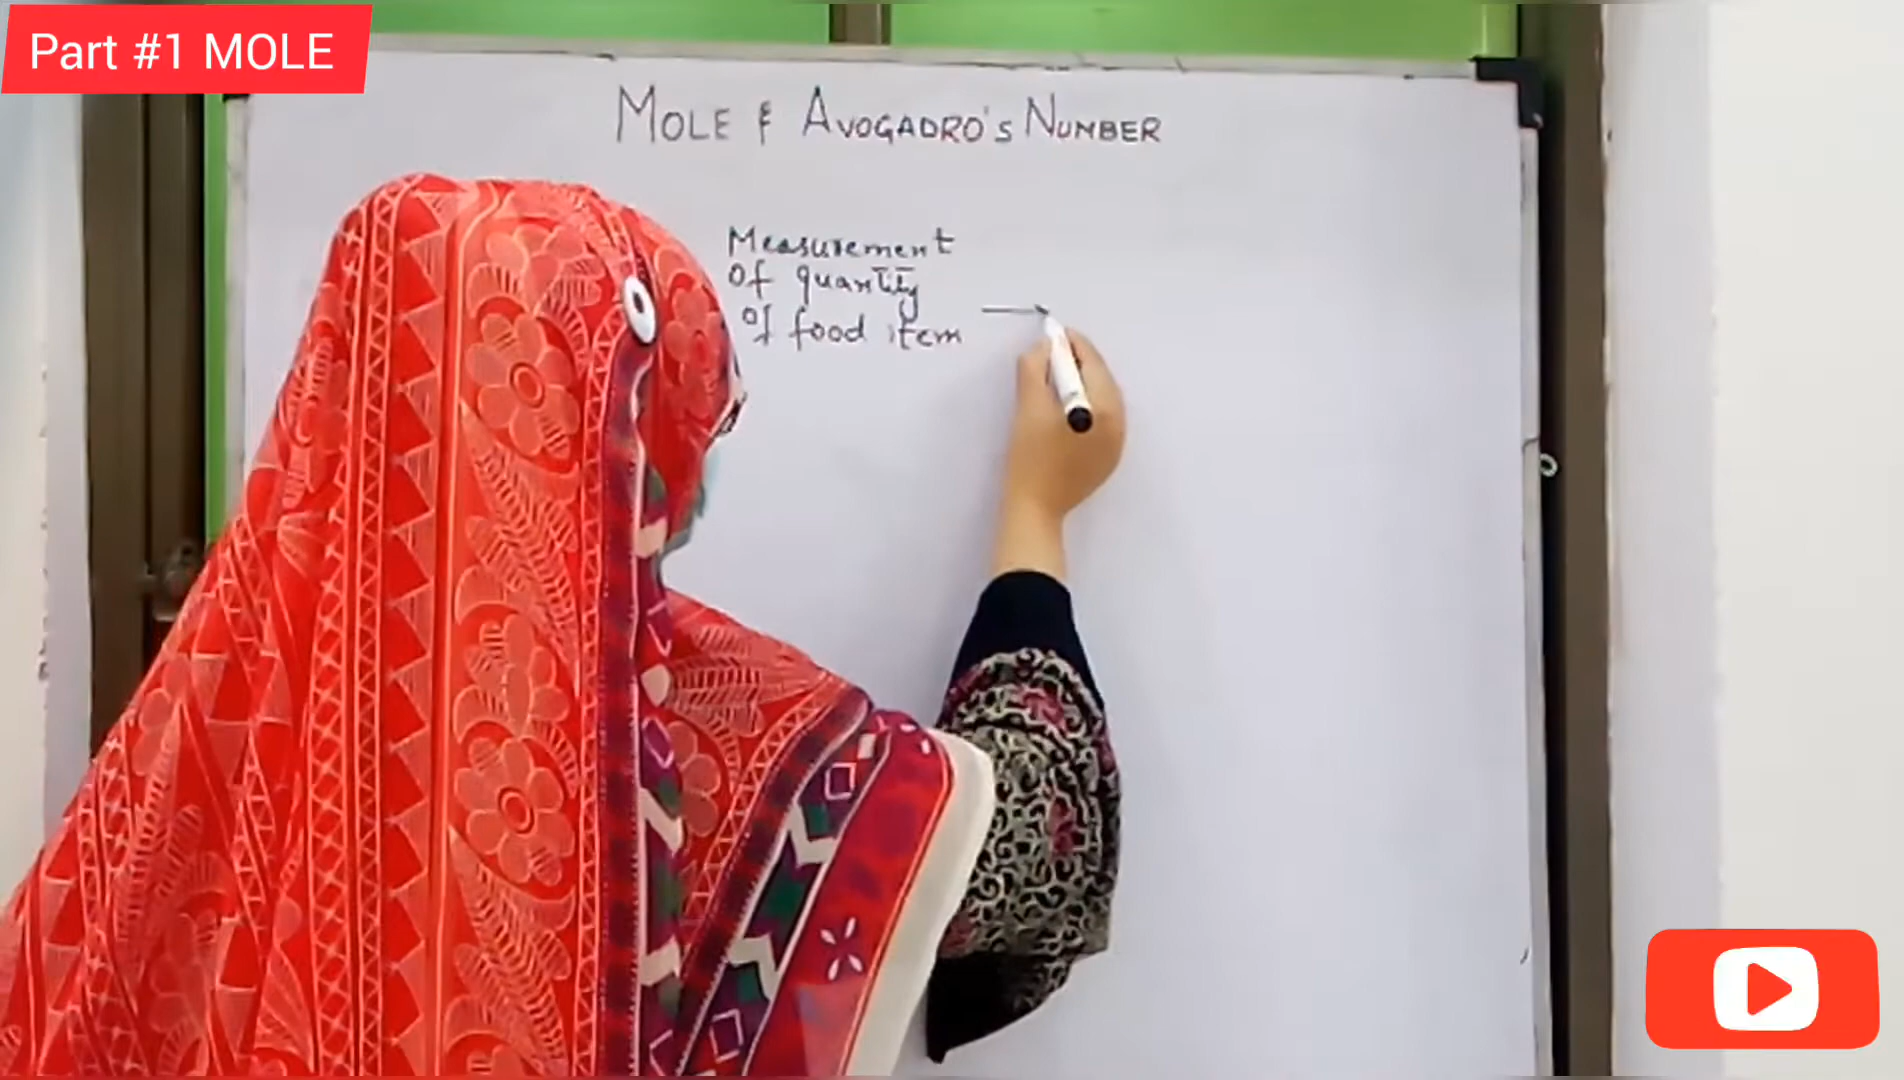 Part #1 MOLE
MOLE & AVOGADRO'S NUMBER
Measurement
Of quantity
of food item